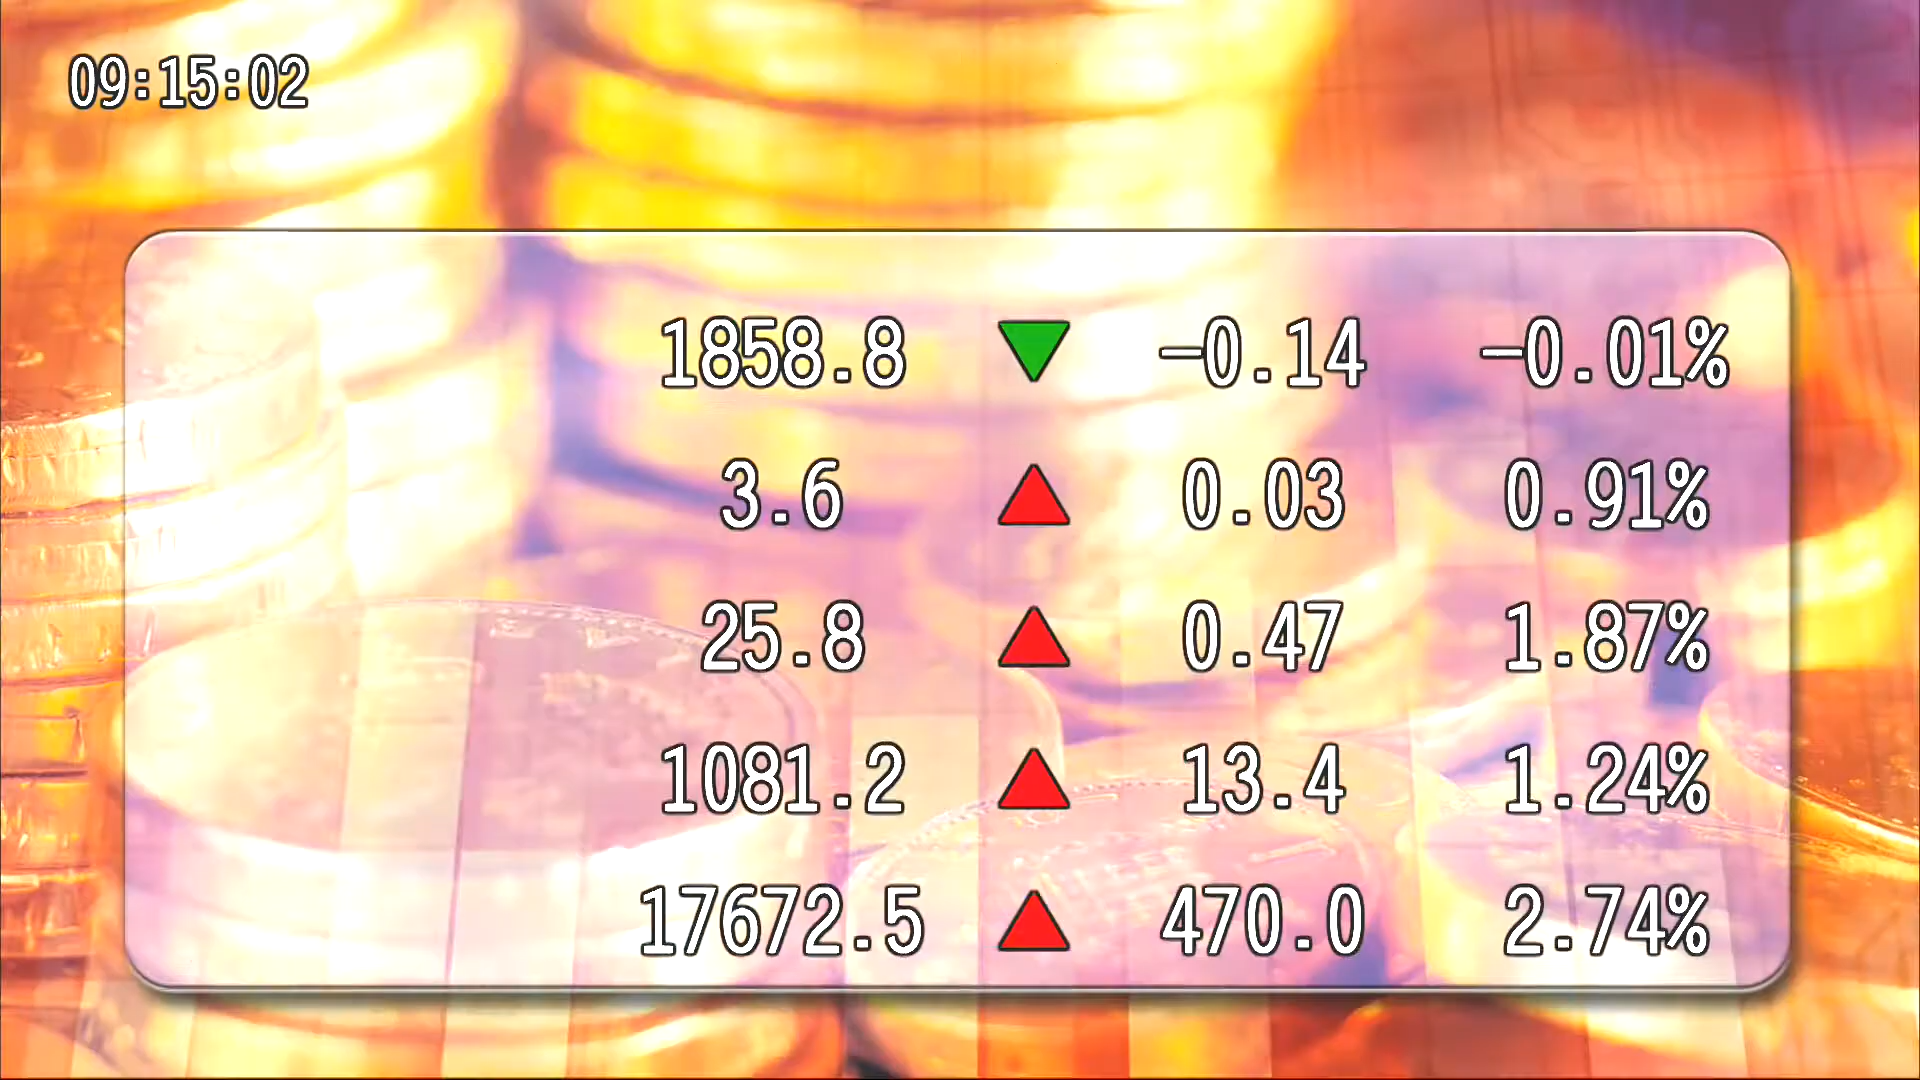 09:15:02
1858.8 ▼ -0.14 -0.01%
3.6 ▲ 0.03 0.91%
25.8 ▲ 0.47 1.87%
1081.2 ▲ 13.4 1.24%
17672.5 ▲ 470.0 2.74%